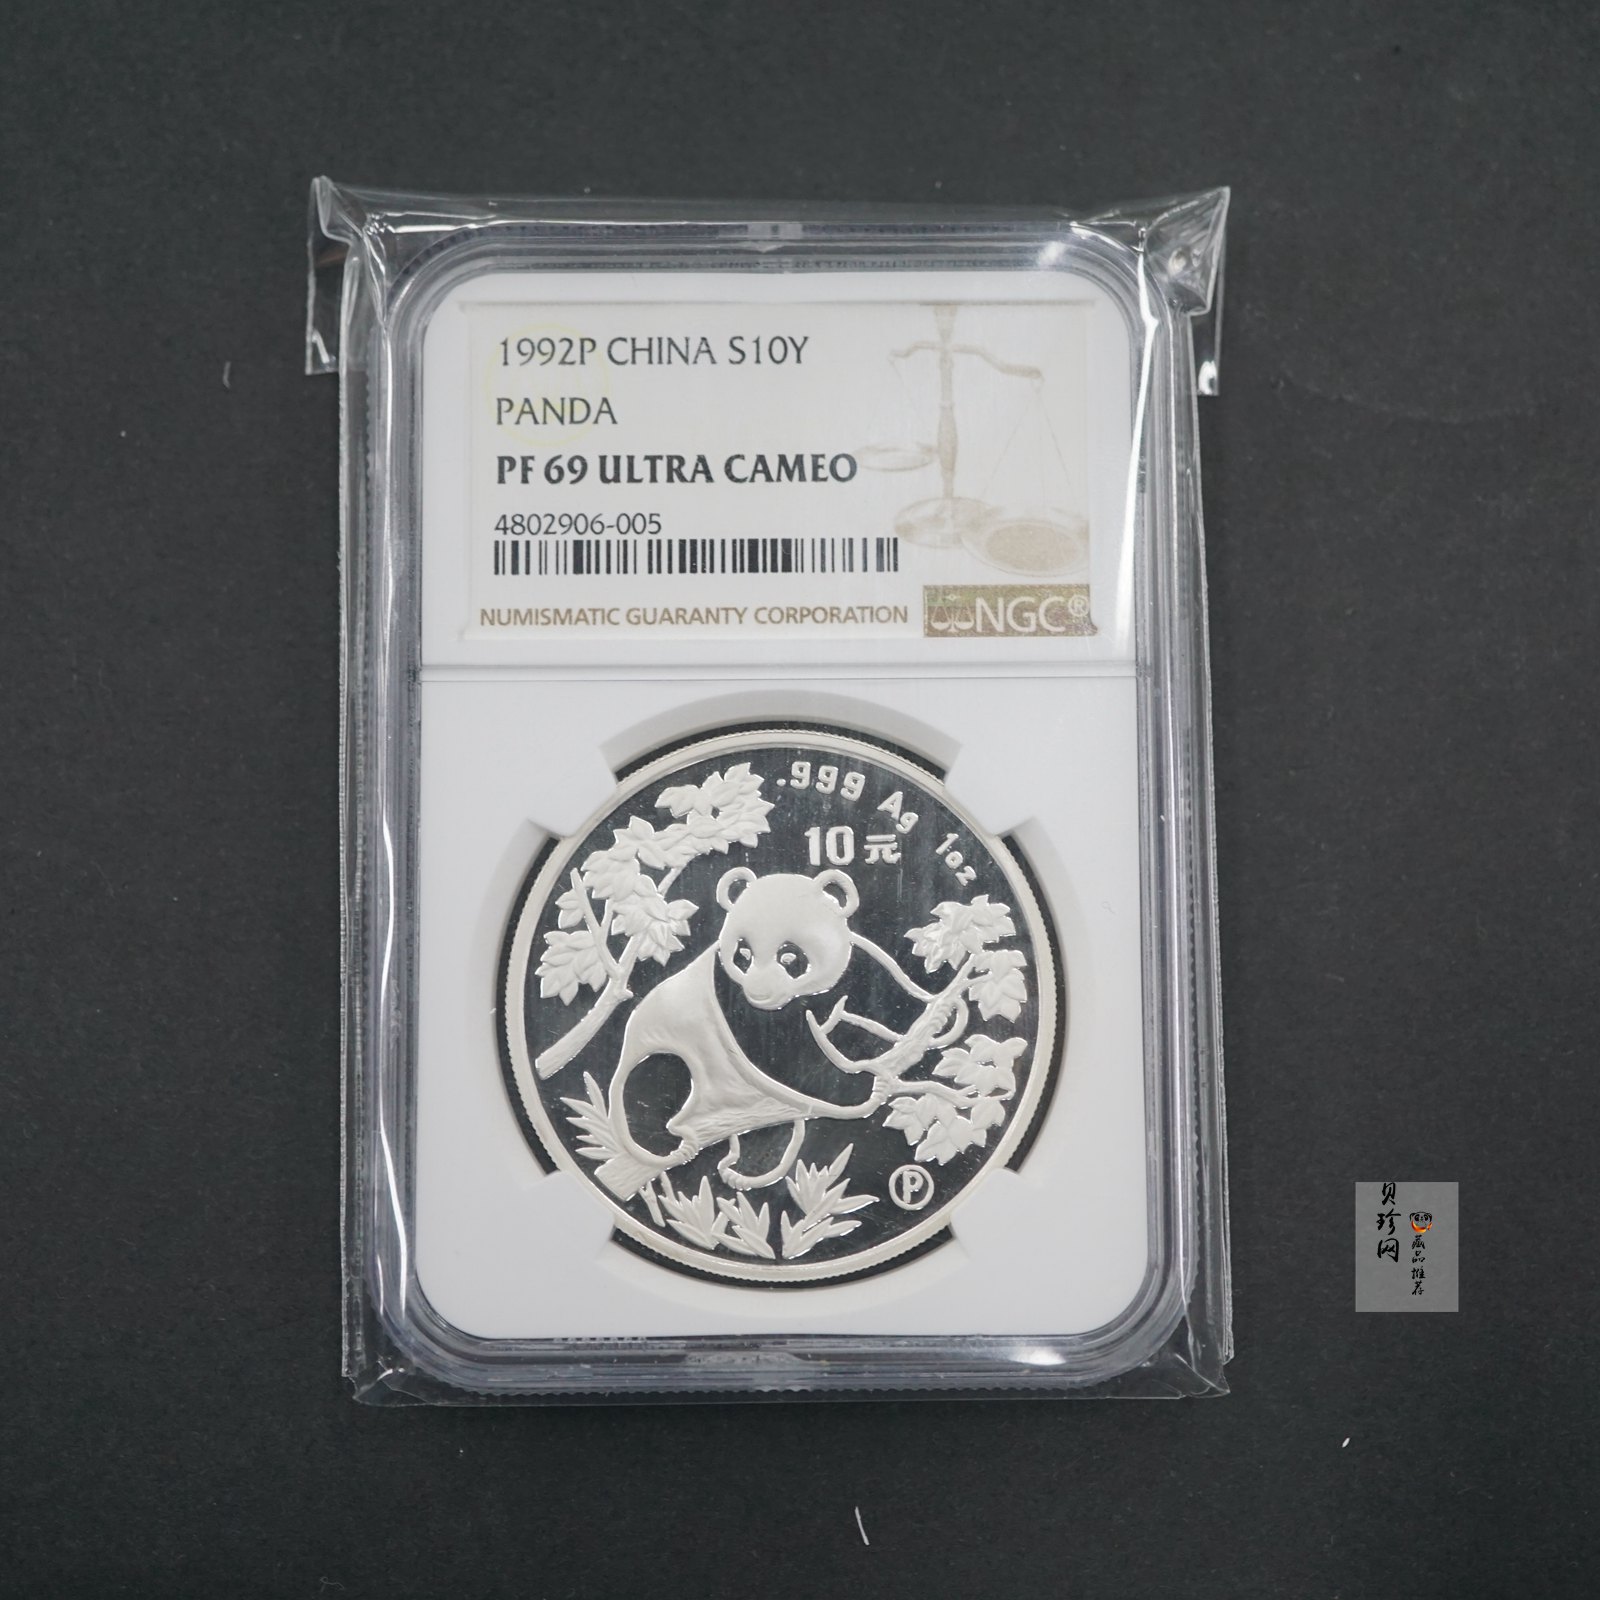 1992P CHINA S10Y
PANDA
PF 69 ULTRA CAMEO
4802906-005
NUMISMATIC GUARANTY CORPORATION
NGC®
.999 Ag 1oz
10元
P
贝珍网
藏品推荐